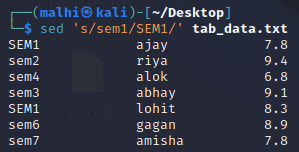 ┌──(malhi㉿kali)-[~/Desktop]
└─$ sed 's/sem1/SEM1/' tab_data.txt
SEM1 ajay 7.8
sem2 riya 9.4
sem4 alok 6.8
sem3 abhay 9.1
SEM1 lohit 8.3
sem6 gagan 8.9
sem7 amisha 7.8